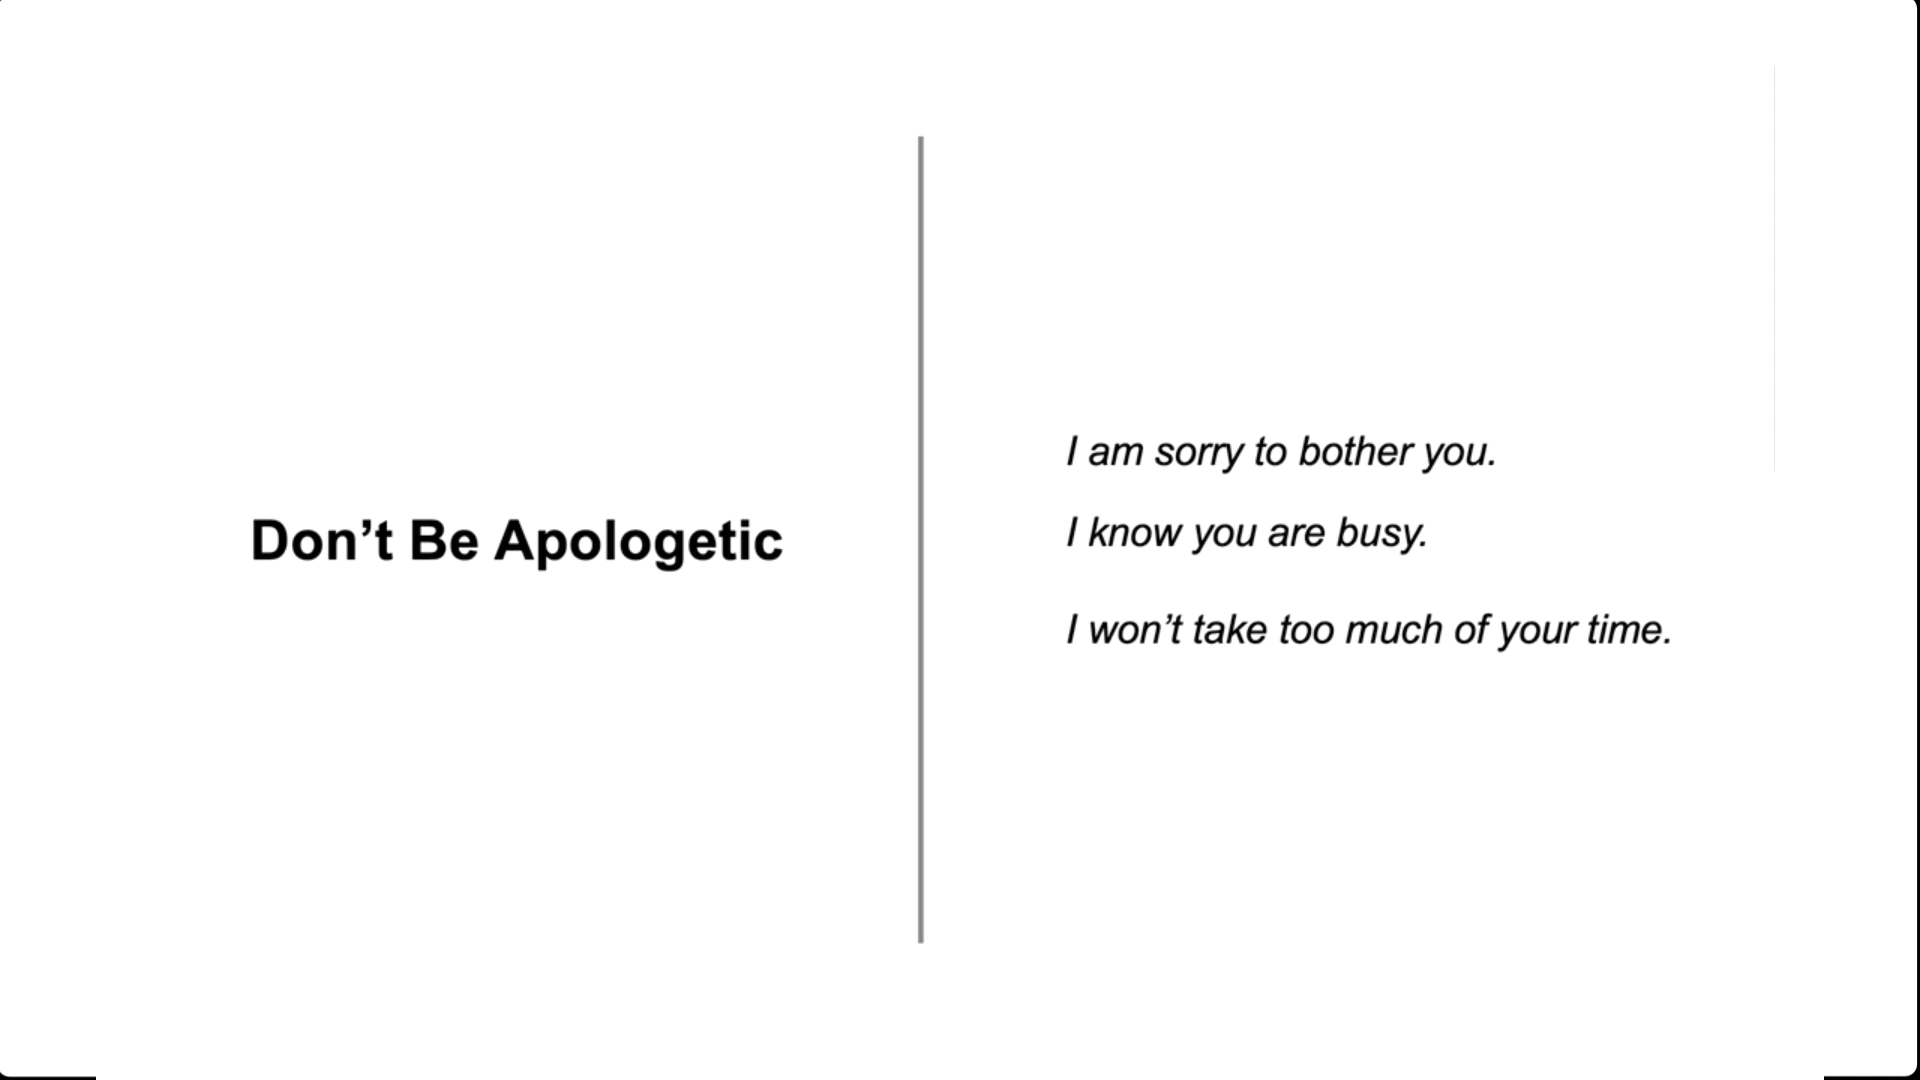 Don’t Be Apologetic
I am sorry to bother you.
I know you are busy.
I won’t take too much of your time.